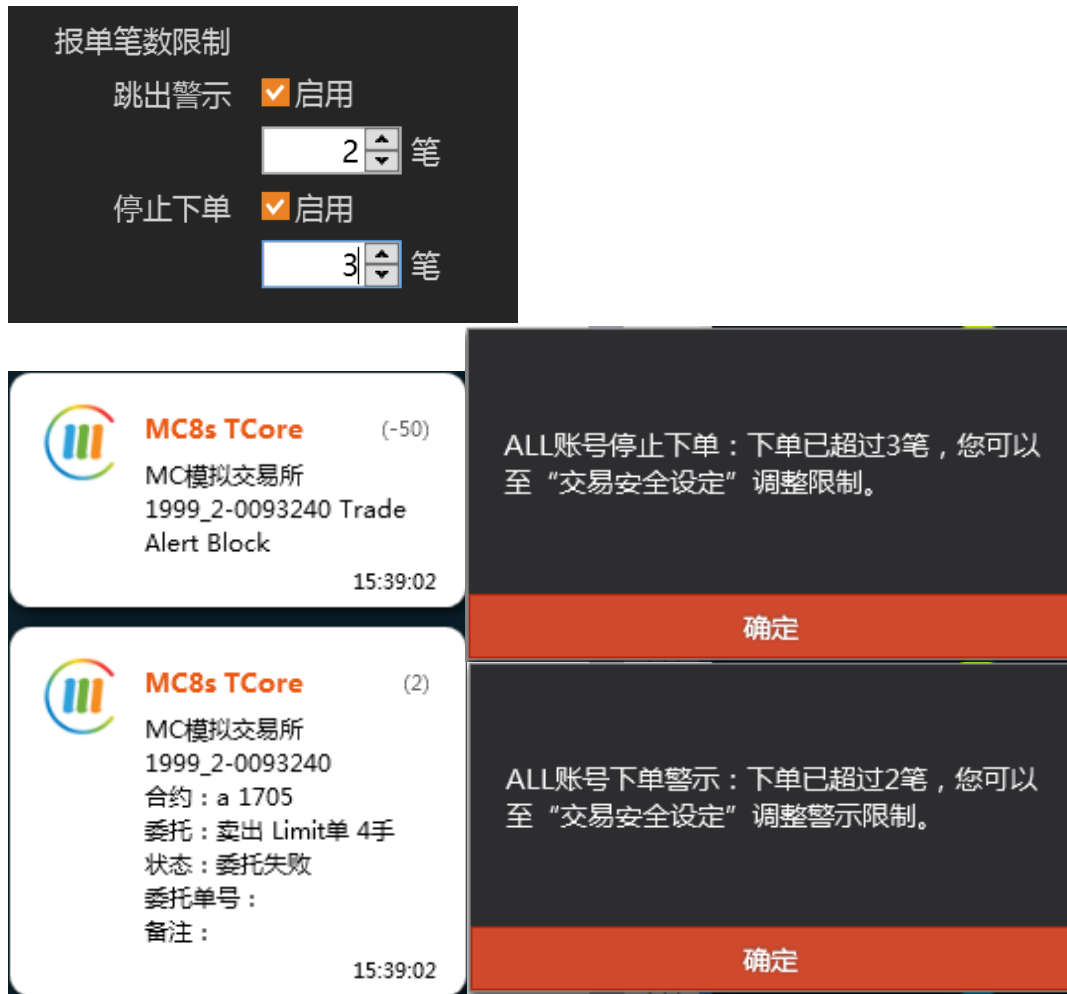 报单笔数限制
跳出警示 启用
2 笔
停止下单 启用
3 笔
MC8s TCore (-50)
MC模拟交易所
1999_2-0093240 Trade
Alert Block
15:39:02
MC8s TCore (2)
MC模拟交易所
1999_2-0093240
合约：a 1705
委托：卖出 Limit单 4手
状态：委托失败
委托单号：
备注：
15:39:02
ALL账号停止下单：下单已超过3笔，您可以
至“交易安全设定”调整限制。
确定
ALL账号下单警示：下单已超过2笔，您可以
至“交易安全设定”调整警示限制。
确定